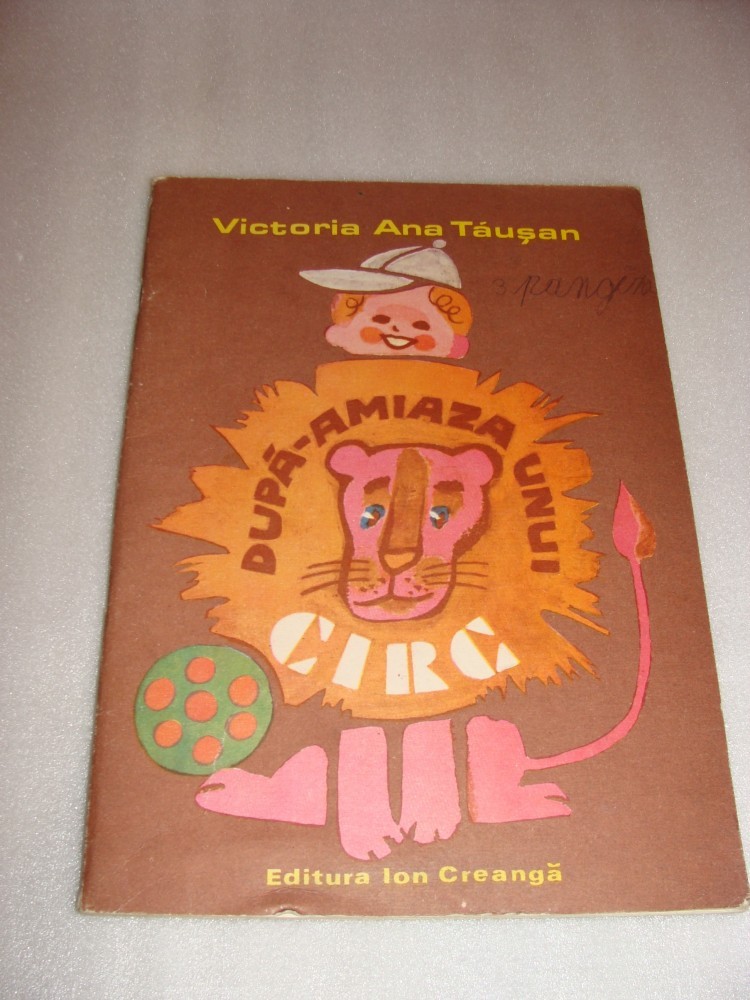 Victoria Ana Tăuşan
DUPĂ-AMIAZA UNUI
CIRC
Editura Ion Creangă